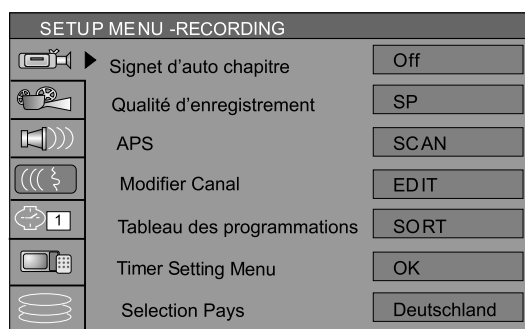 SETUP MENU -RECORDING
Signet d'auto chapitre Off
Qualité d'enregistrement SP
APS SCAN
Modifier Canal EDIT
1 Tableau des programmations SORT
Timer Setting Menu OK
Selection Pays Deutschland